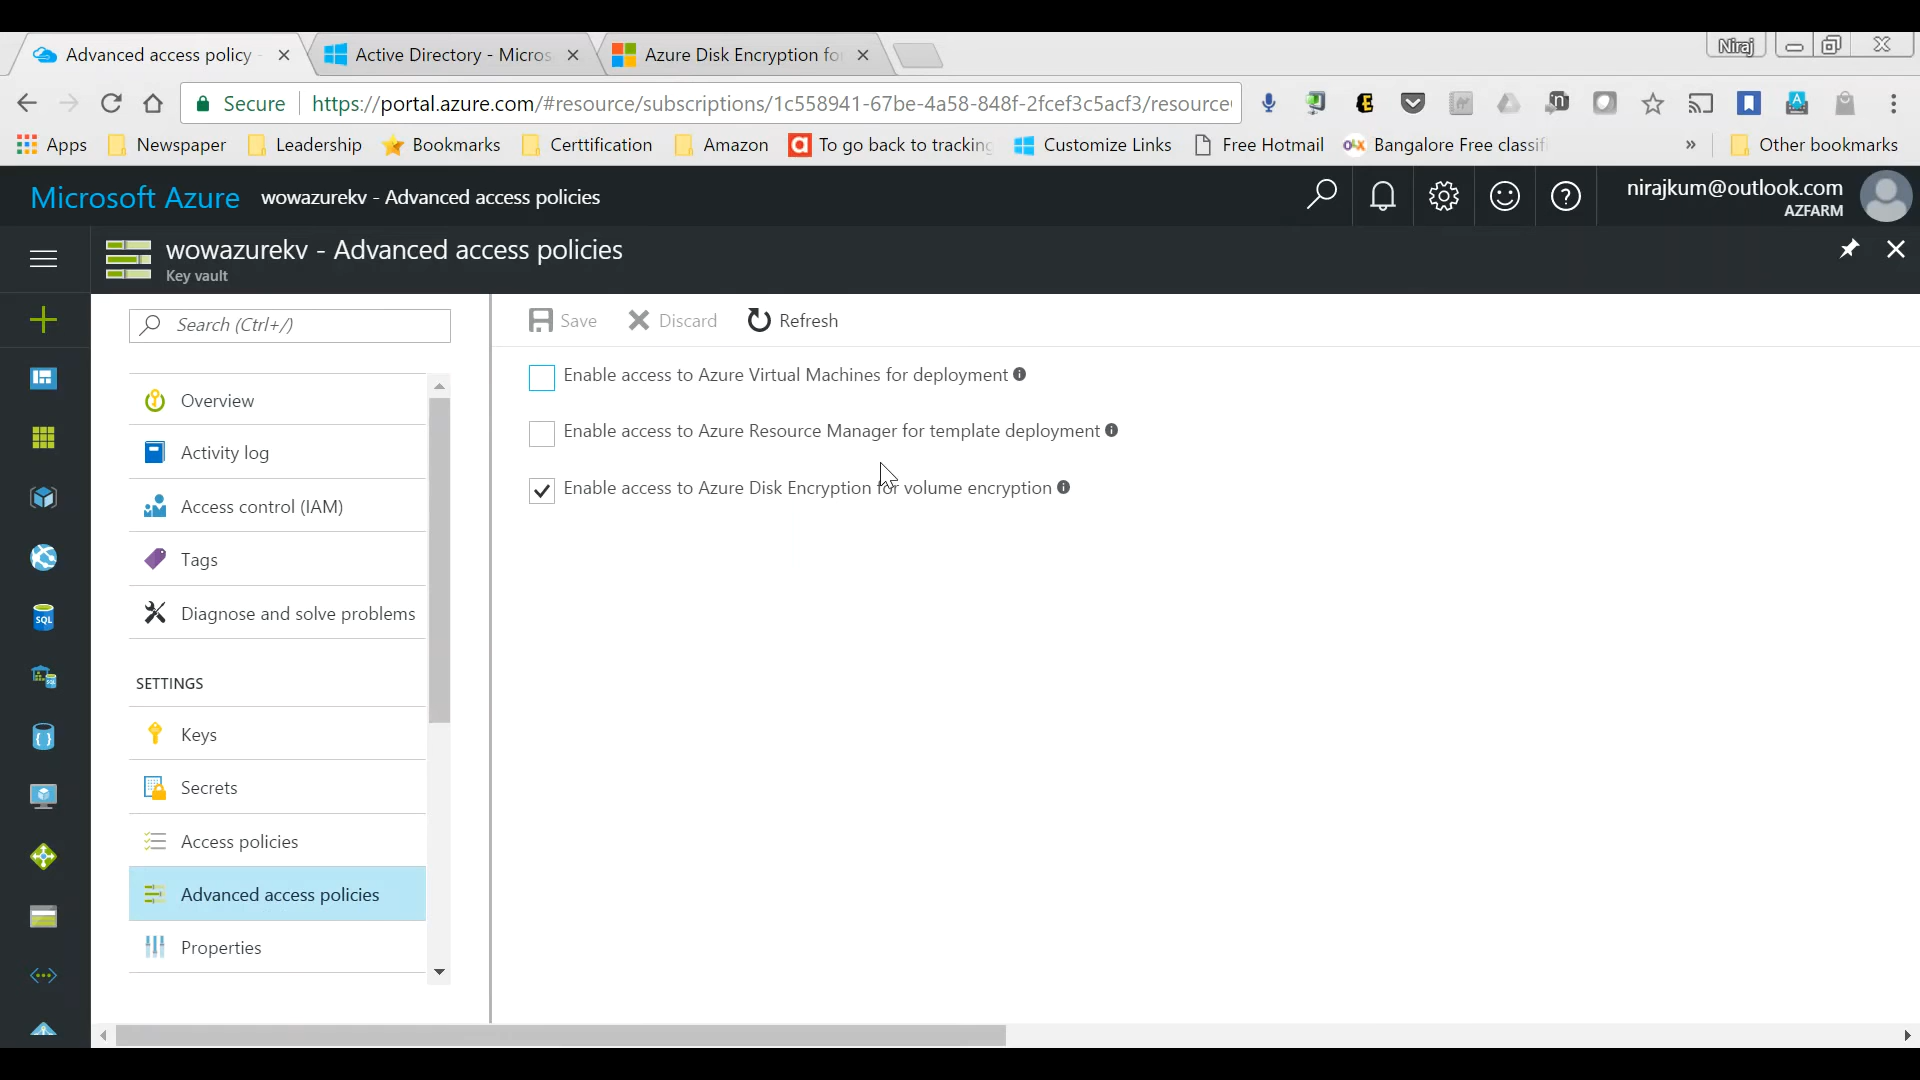 Advanced access policy -
Active Directory - Micros
Azure Disk Encryption fo
Niraj
Secure
https://portal.azure.com/#resource/subscriptions/1c558941-67be-4a58-848f-2fcef3c5acf3/resource
Apps
Newspaper
Leadership
Bookmarks
Certtification
Amazon
To go back to tracking
Customize Links
Free Hotmail
Bangalore Free classif
»
Other bookmarks
Microsoft Azure
wowazurekv - Advanced access policies
nirajkum@outlook.com
AZFARM
wowazurekv - Advanced access policies
Key vault
Search (Ctrl+/)
Overview
Activity log
Access control (IAM)
Tags
Diagnose and solve problems
SETTINGS
Keys
Secrets
Access policies
Advanced access policies
Properties
Save
Discard
Refresh
Enable access to Azure Virtual Machines for deployment
Enable access to Azure Resource Manager for template deployment
Enable access to Azure Disk Encryption for volume encryption
SQL